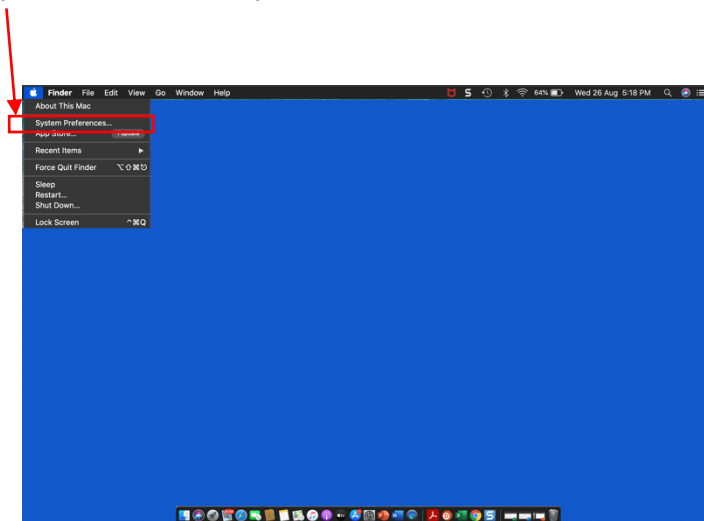 Finder File Edit View Go Window Help 64% Wed 26 Aug 5:18 PM
About This Mac
System Preferences...
App Store...
Recent Items
Force Quit Finder ⌥⇧⌘⎋
Sleep
Restart...
Shut Down...
Lock Screen ^⌘Q